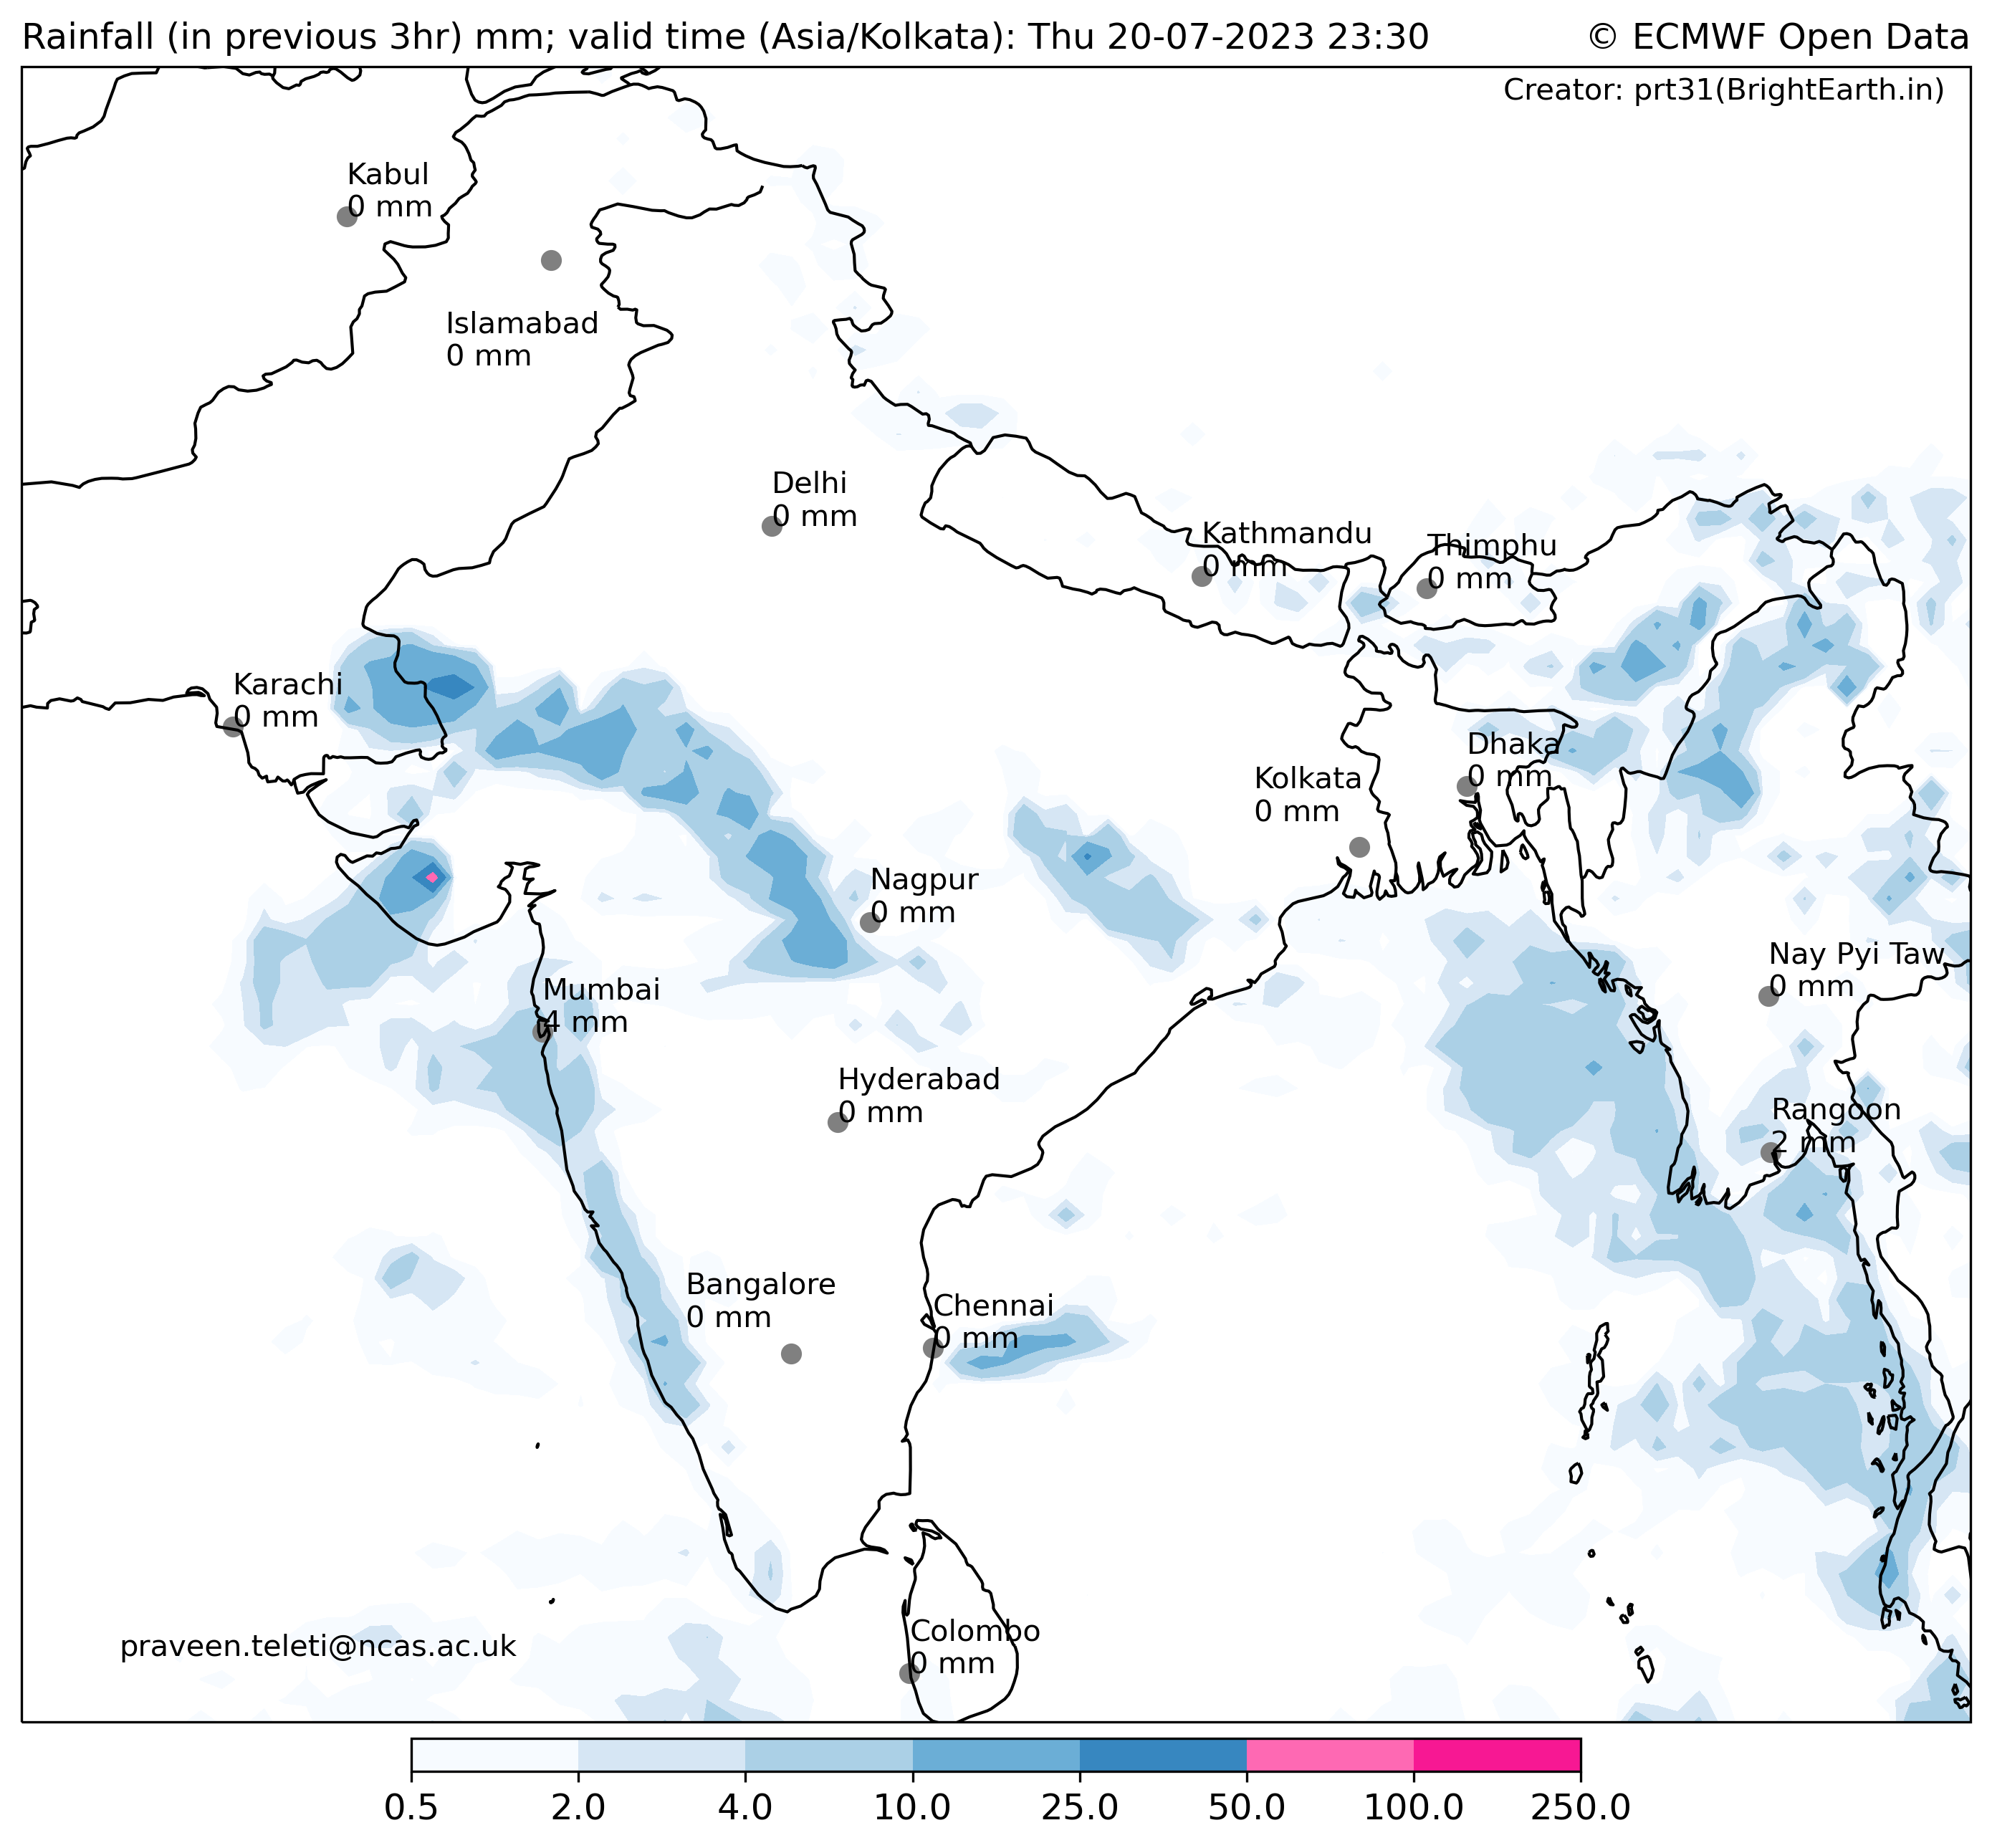 Rainfall (in previous 3hr) mm; valid time (Asia/Kolkata): Thu 20-07-2023 23:30
© ECMWF Open Data
Creator: prt31(BrightEarth.in)
Kabul
0 mm
Islamabad
0 mm
Delhi
0 mm
Kathmandu
0 mm
Thimphu
0 mm
Karachi
0 mm
Dhaka
0 mm
Kolkata
0 mm
Nagpur
0 mm
Nay Pyi Taw
0 mm
Mumbai
4 mm
Hyderabad
0 mm
Rangoon
2 mm
Bangalore
0 mm
Chennai
0 mm
Colombo
0 mm
praveen.teleti@ncas.ac.uk
0.5 2.0 4.0 10.0 25.0 50.0 100.0 250.0